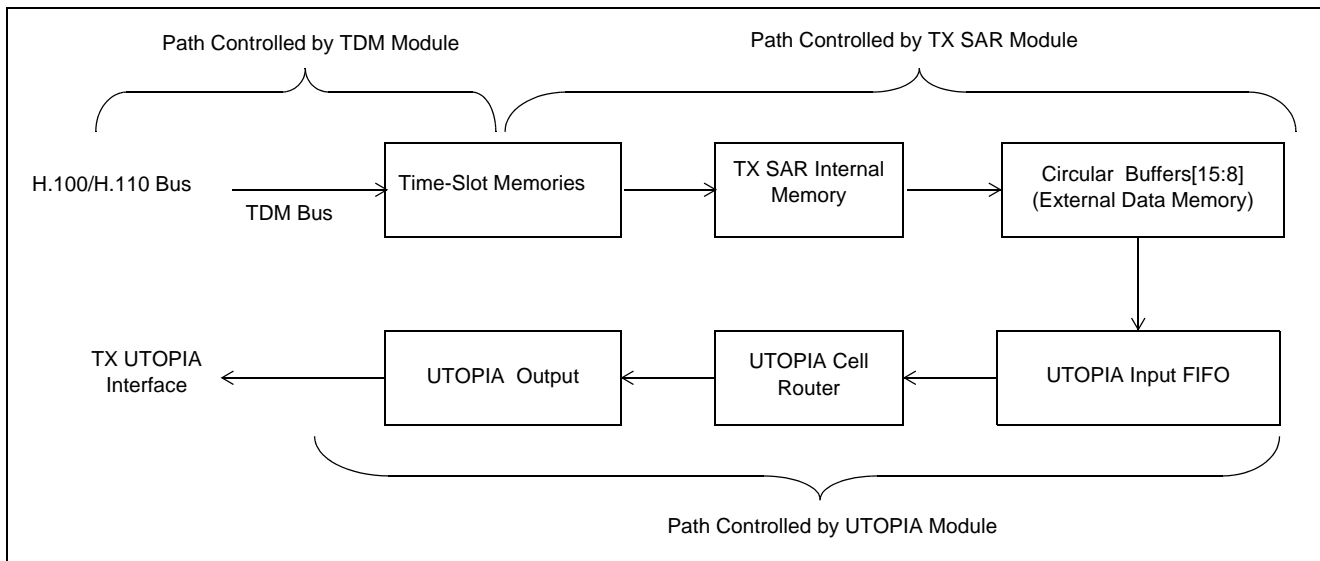 Path Controlled by TDM Module
Path Controlled by TX SAR Module
H.100/H.110 Bus
TDM Bus
Time-Slot Memories
TX SAR Internal
Memory
Circular Buffers[15:8]
(External Data Memory)
TX UTOPIA
Interface
UTOPIA Output
UTOPIA Cell
Router
UTOPIA Input FIFO
Path Controlled by UTOPIA Module